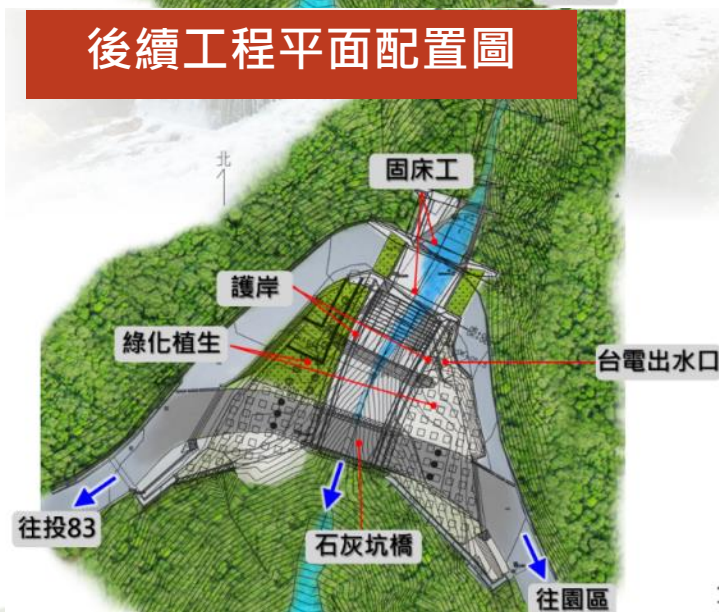 後續工程平面配置圖
北
固床工
護岸
綠化植生
台電出水口
往投83
石灰坑橋
往園區